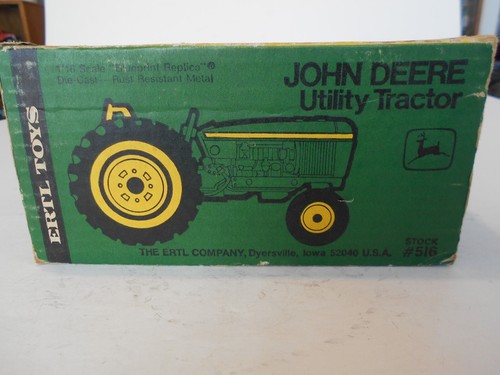 1/16 Scale "Blueprint Replica"®
Die-Cast Rust Resistant Metal
JOHN DEERE
Utility Tractor
ERTL TOYS
THE ERTL COMPANY, Dyersville, Iowa 52040 U.S.A.
STOCK
#516